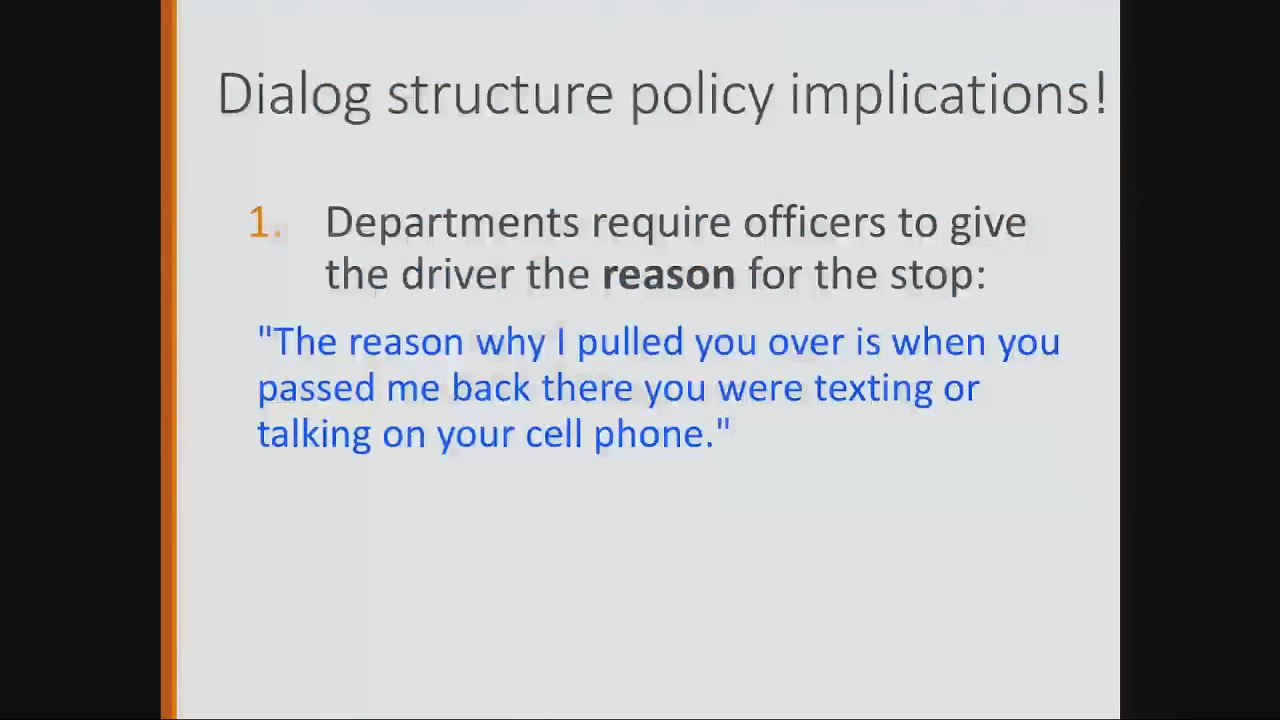 Dialog structure policy implications!
1. Departments require officers to give
the driver the reason for the stop:
"The reason why I pulled you over is when you
passed me back there you were texting or
talking on your cell phone."